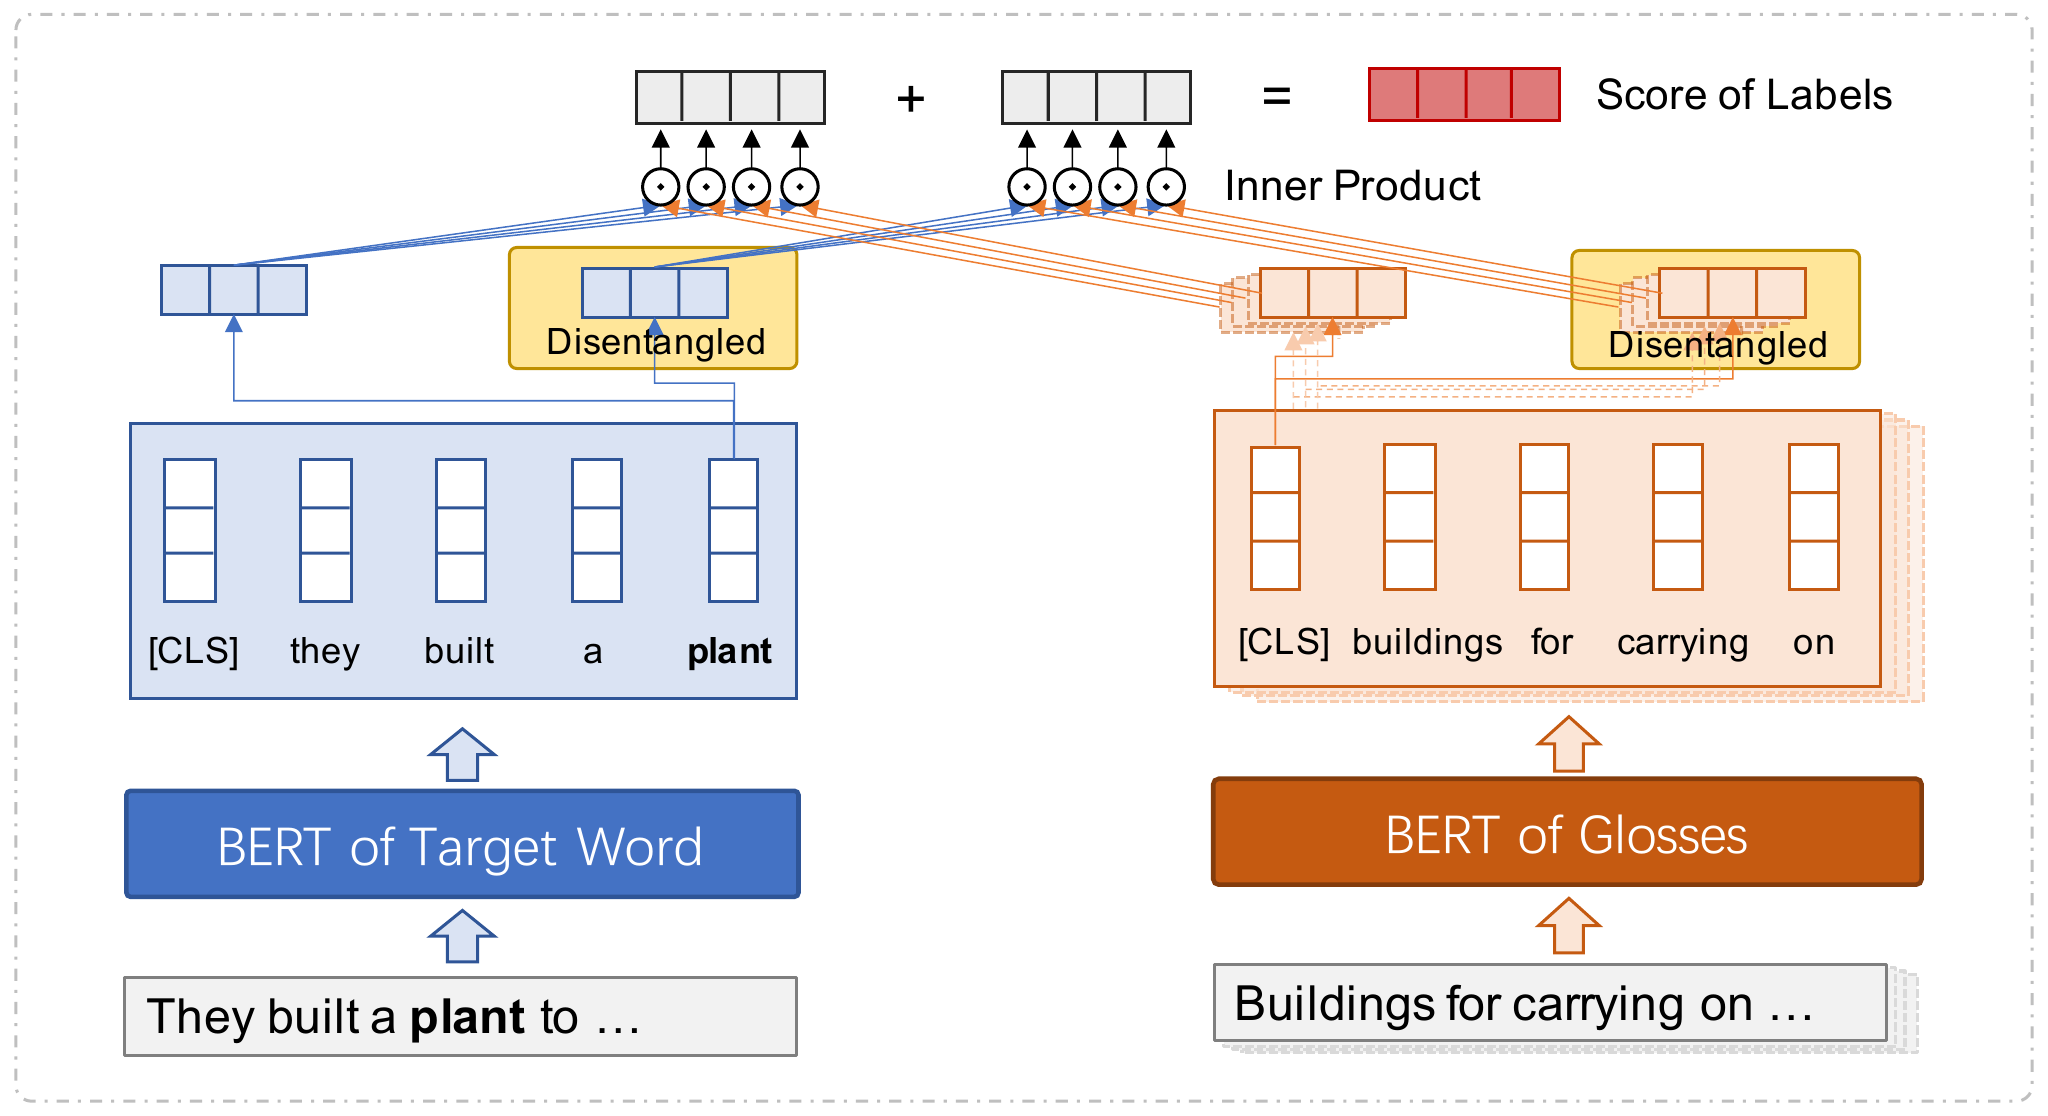 + = Score of Labels
Inner Product
Disentangled
Disentangled
[CLS] they built a plant
[CLS] buildings for carrying on
BERT of Target Word
BERT of Glosses
They built a plant to …
Buildings for carrying on …